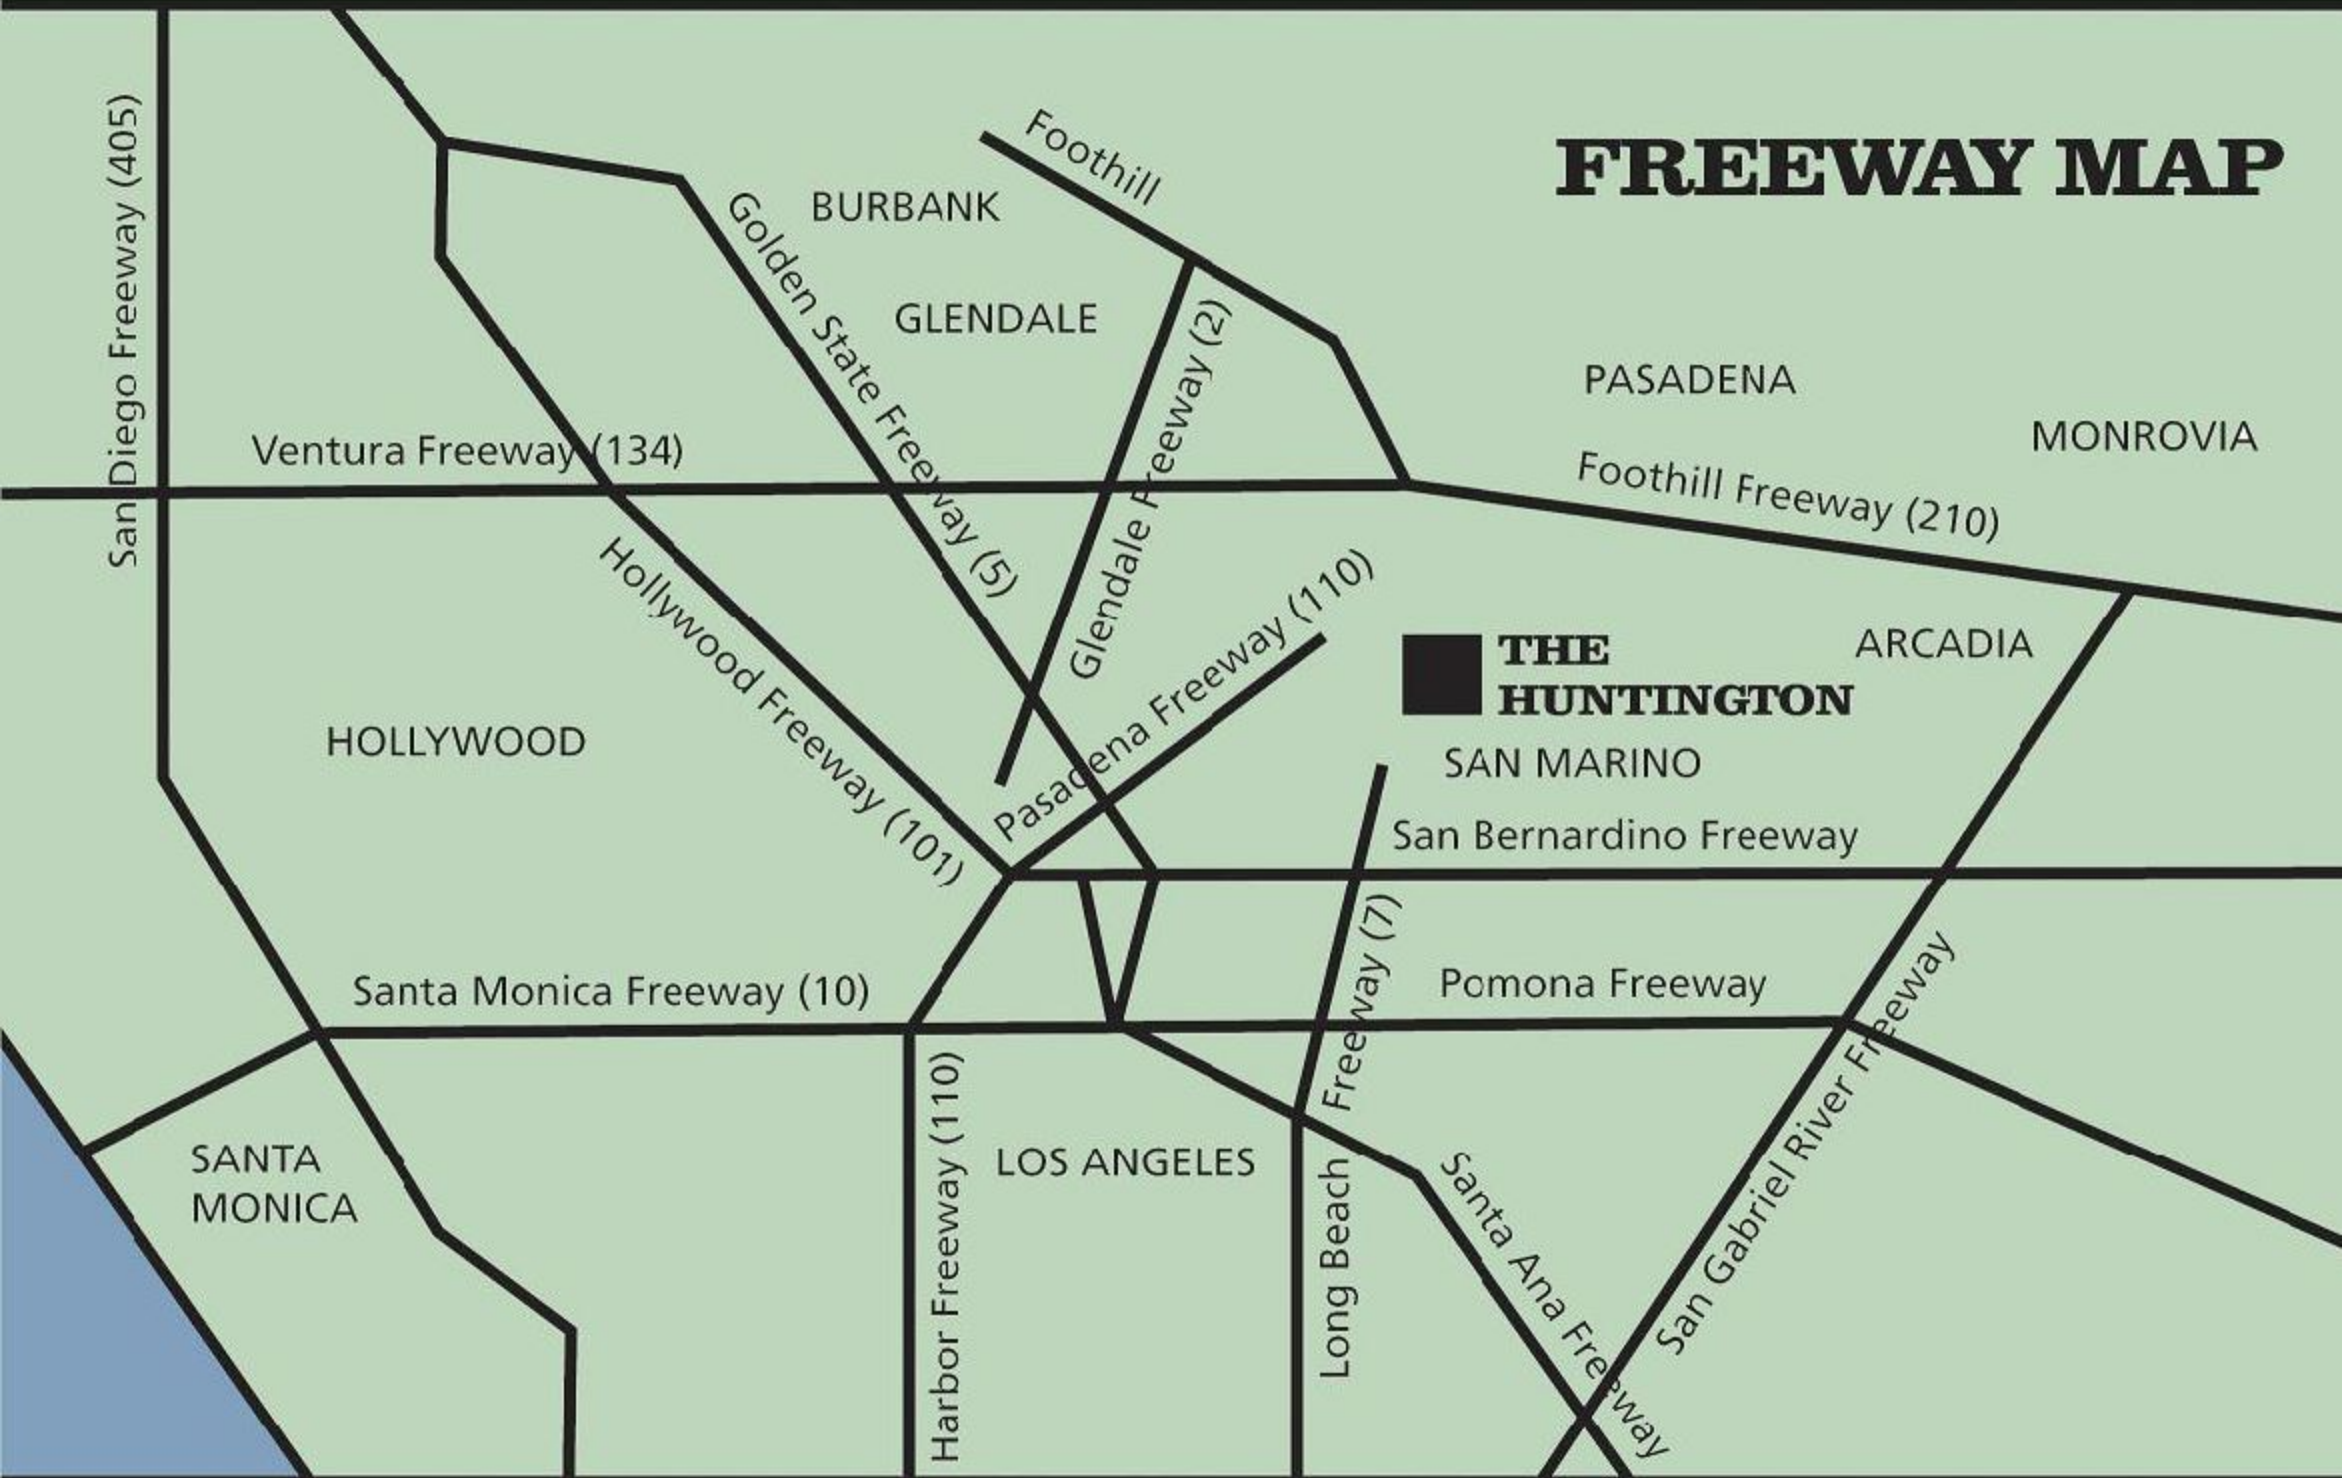 FREEWAY MAP
San Diego Freeway (405)
Foothill
BURBANK
Golden State Freeway (5)
GLENDALE
Glendale Freeway (2)
PASADENA
MONROVIA
Ventura Freeway (134)
Foothill Freeway (210)
Hollywood Freeway (101)
Pasadena Freeway (110)
THE
HUNTINGTON
ARCADIA
HOLLYWOOD
SAN MARINO
San Bernardino Freeway
Santa Monica Freeway (10)
Pomona Freeway
Long Beach Freeway (7)
San Gabriel River Freeway
Harbor Freeway (110)
LOS ANGELES
SANTA
MONICA
Santa Ana Freeway